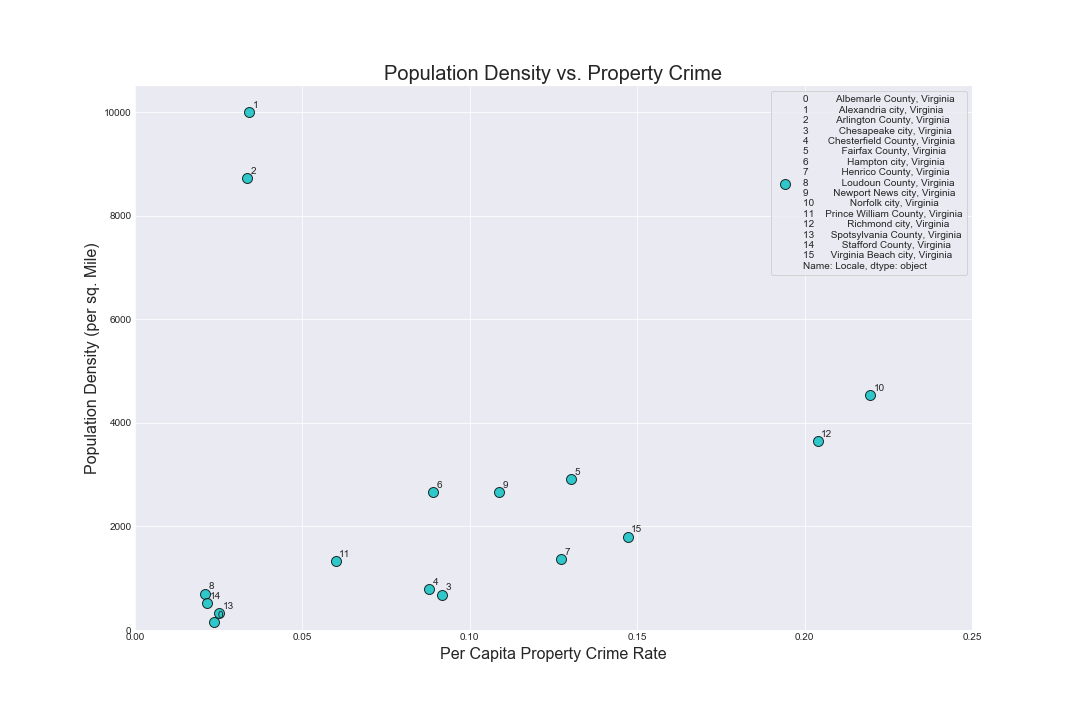 Population Density vs. Property Crime
0 Albemarle County, Virginia
1 Alexandria city, Virginia
2 Arlington County, Virginia
3 Chesapeake city, Virginia
4 Chesterfield County, Virginia
5 Fairfax County, Virginia
6 Hampton city, Virginia
7 Henrico County, Virginia
8 Loudoun County, Virginia
9 Newport News city, Virginia
10 Norfolk city, Virginia
11 Prince William County, Virginia
12 Richmond city, Virginia
13 Spotsylvania County, Virginia
14 Stafford County, Virginia
15 Virginia Beach city, Virginia
Name: Locale, dtype: object
Population Density (per sq. Mile)
10000
8000
6000
4000
2000
0
1
2
10
12
5
6
9
15
7
11
4
3
8
14
13
0
0.00
0.05
0.10
0.15
0.20
0.25
Per Capita Property Crime Rate